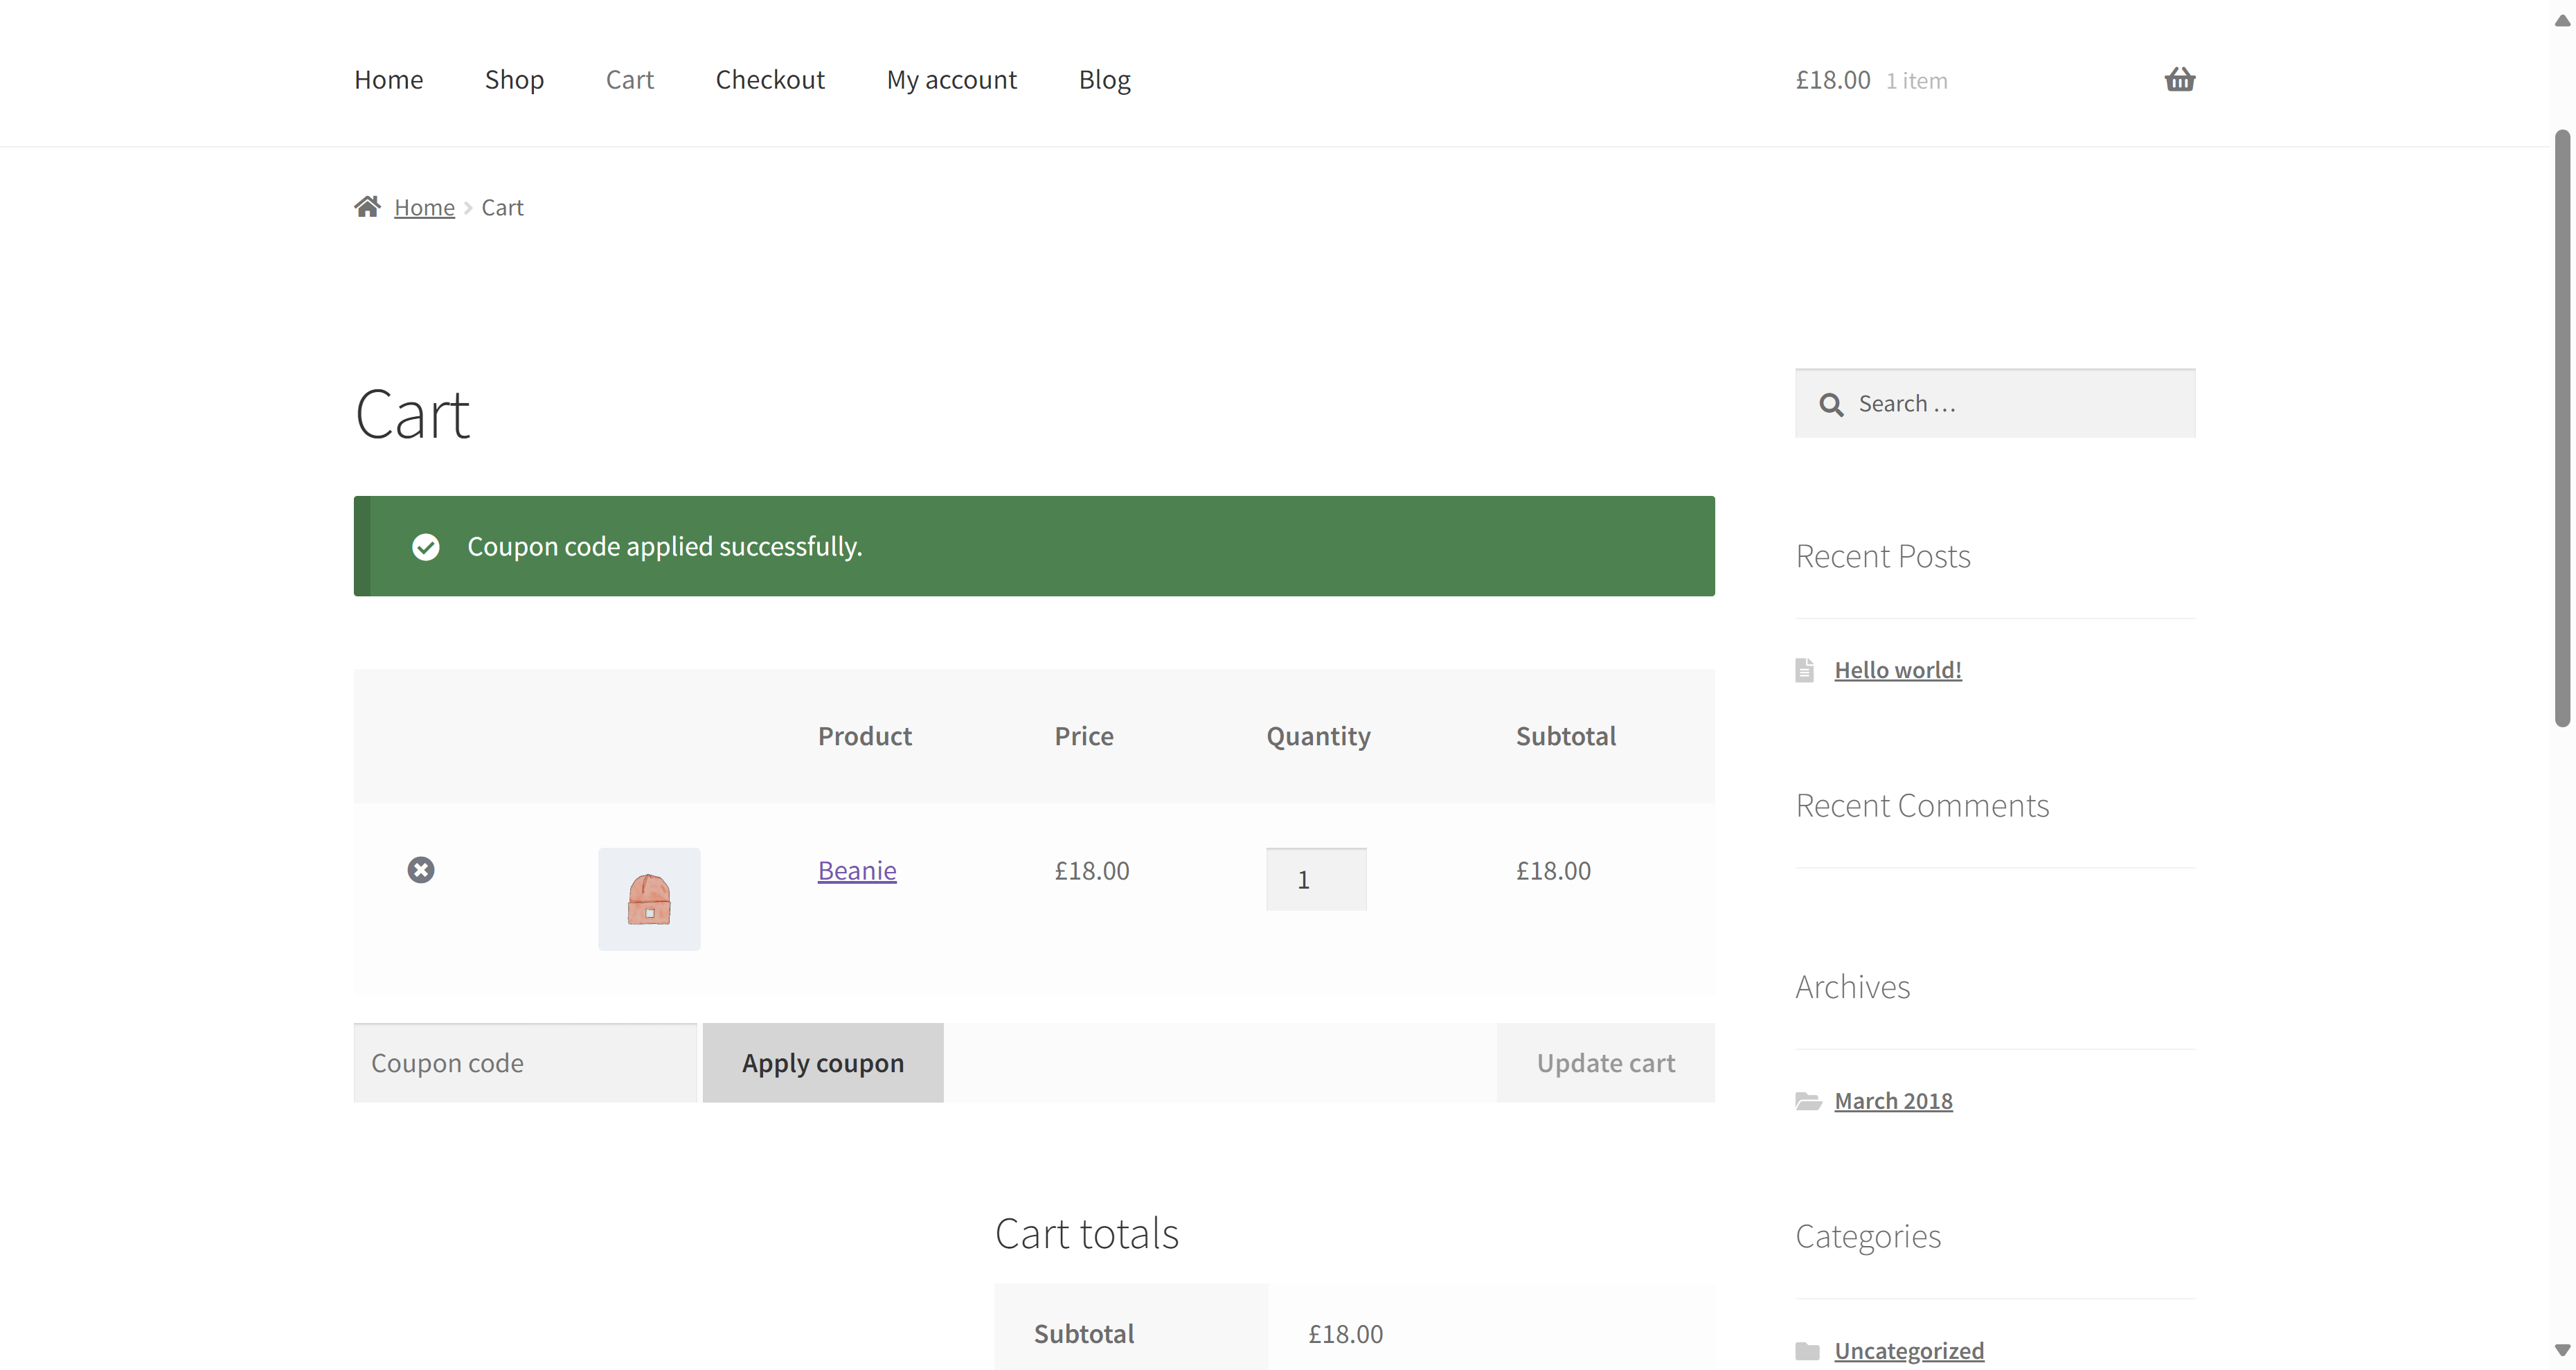 Home Shop Cart Checkout My account Blog £18.00 1 item
Home Cart
Cart
Search …
Coupon code applied successfully.
Recent Posts
Hello world!
Product Price Quantity Subtotal
Recent Comments
Beanie £18.00 1 £18.00
Archives
Coupon code Apply coupon Update cart
March 2018
Cart totals
Categories
Subtotal £18.00
Uncategorized